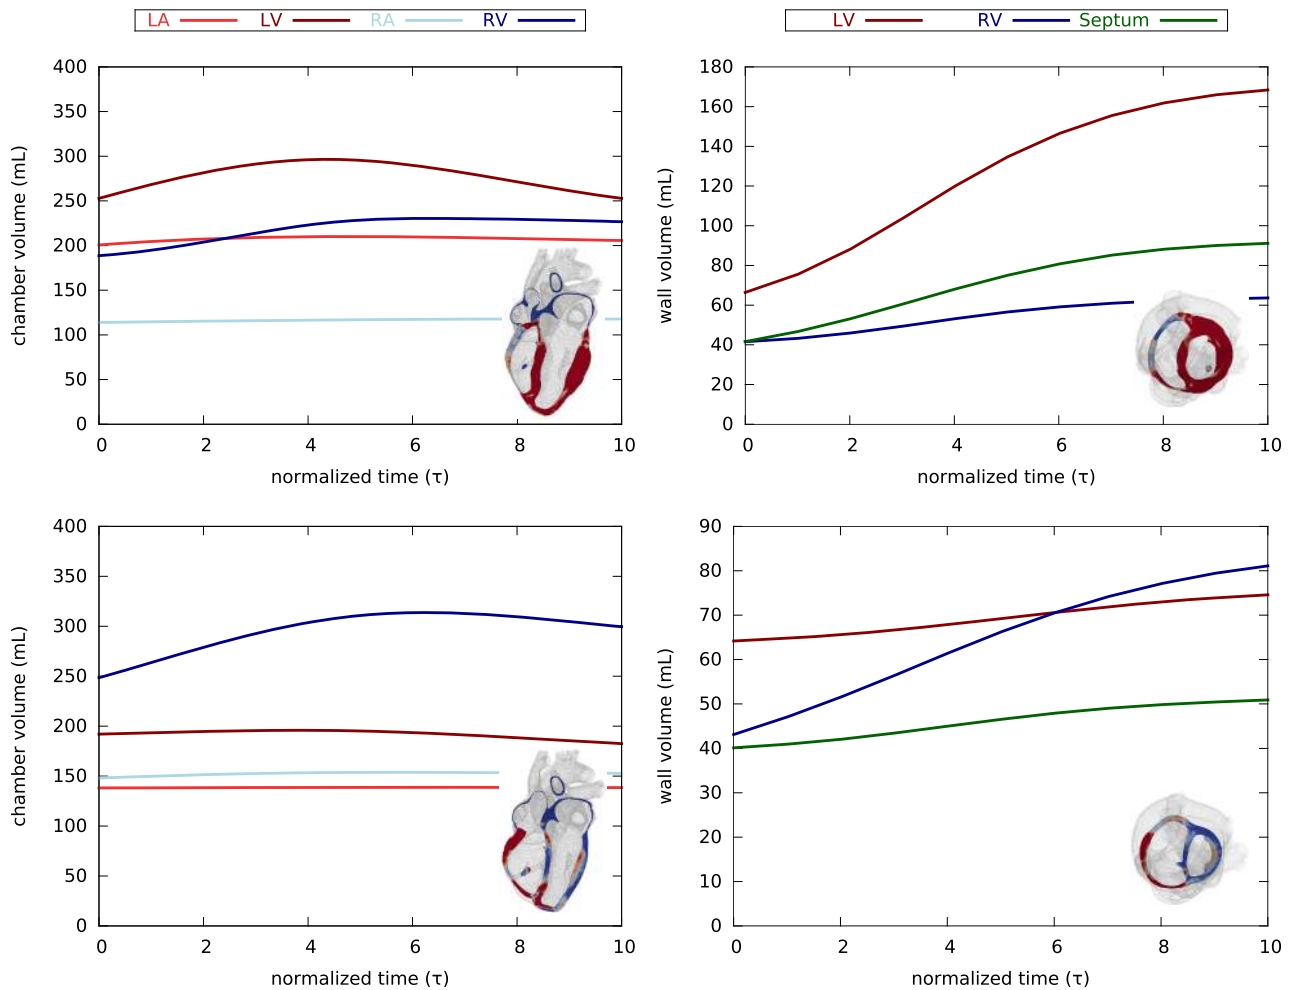 LA LV RA RV
LV RV Septum
400
350
300
250
200
150
100
50
0
chamber volume (mL)
0 2 4 6 8 10
normalized time (τ)
180
160
140
120
100
80
60
40
20
0
wall volume (mL)
0 2 4 6 8 10
normalized time (τ)
400
350
300
250
200
150
100
50
0
chamber volume (mL)
0 2 4 6 8 10
normalized time (τ)
90
80
70
60
50
40
30
20
10
0
wall volume (mL)
0 2 4 6 8 10
normalized time (τ)